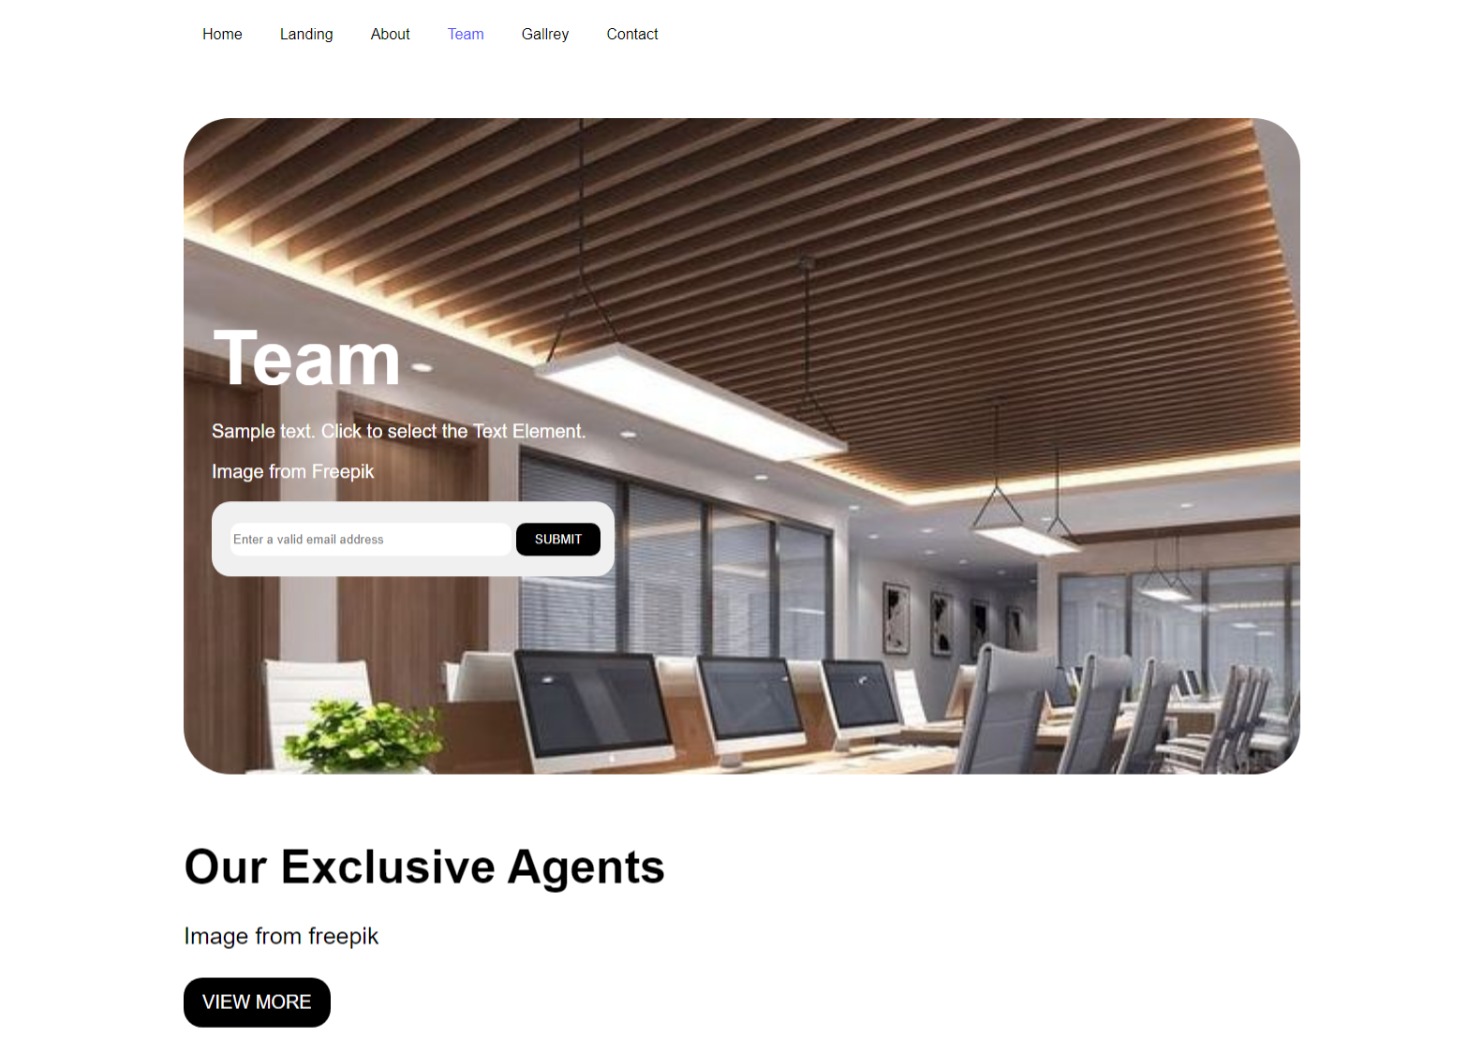 Home Landing About Team Gallrey Contact
Team
Sample text. Click to select the Text Element.
Image from Freepik
Enter a valid email address SUBMIT
Our Exclusive Agents
Image from freepik
VIEW MORE